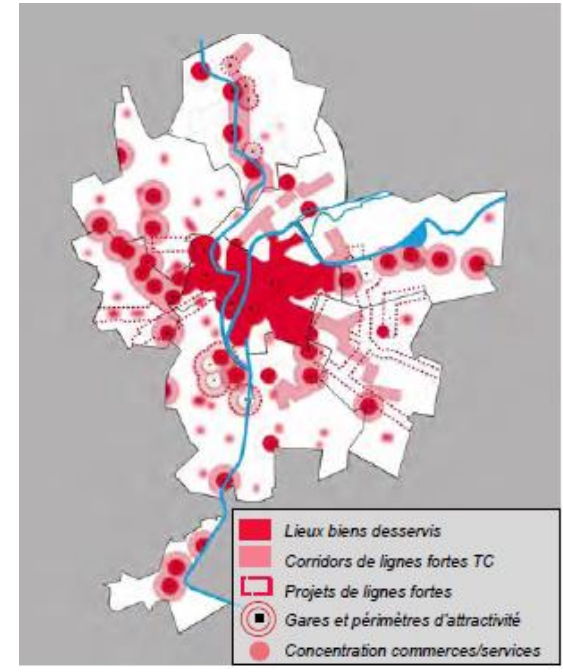 Lieux biens desservis
Corridors de lignes fortes TC
Projets de lignes fortes
Gares et périmètres d'attractivité
Concentration commerces/services